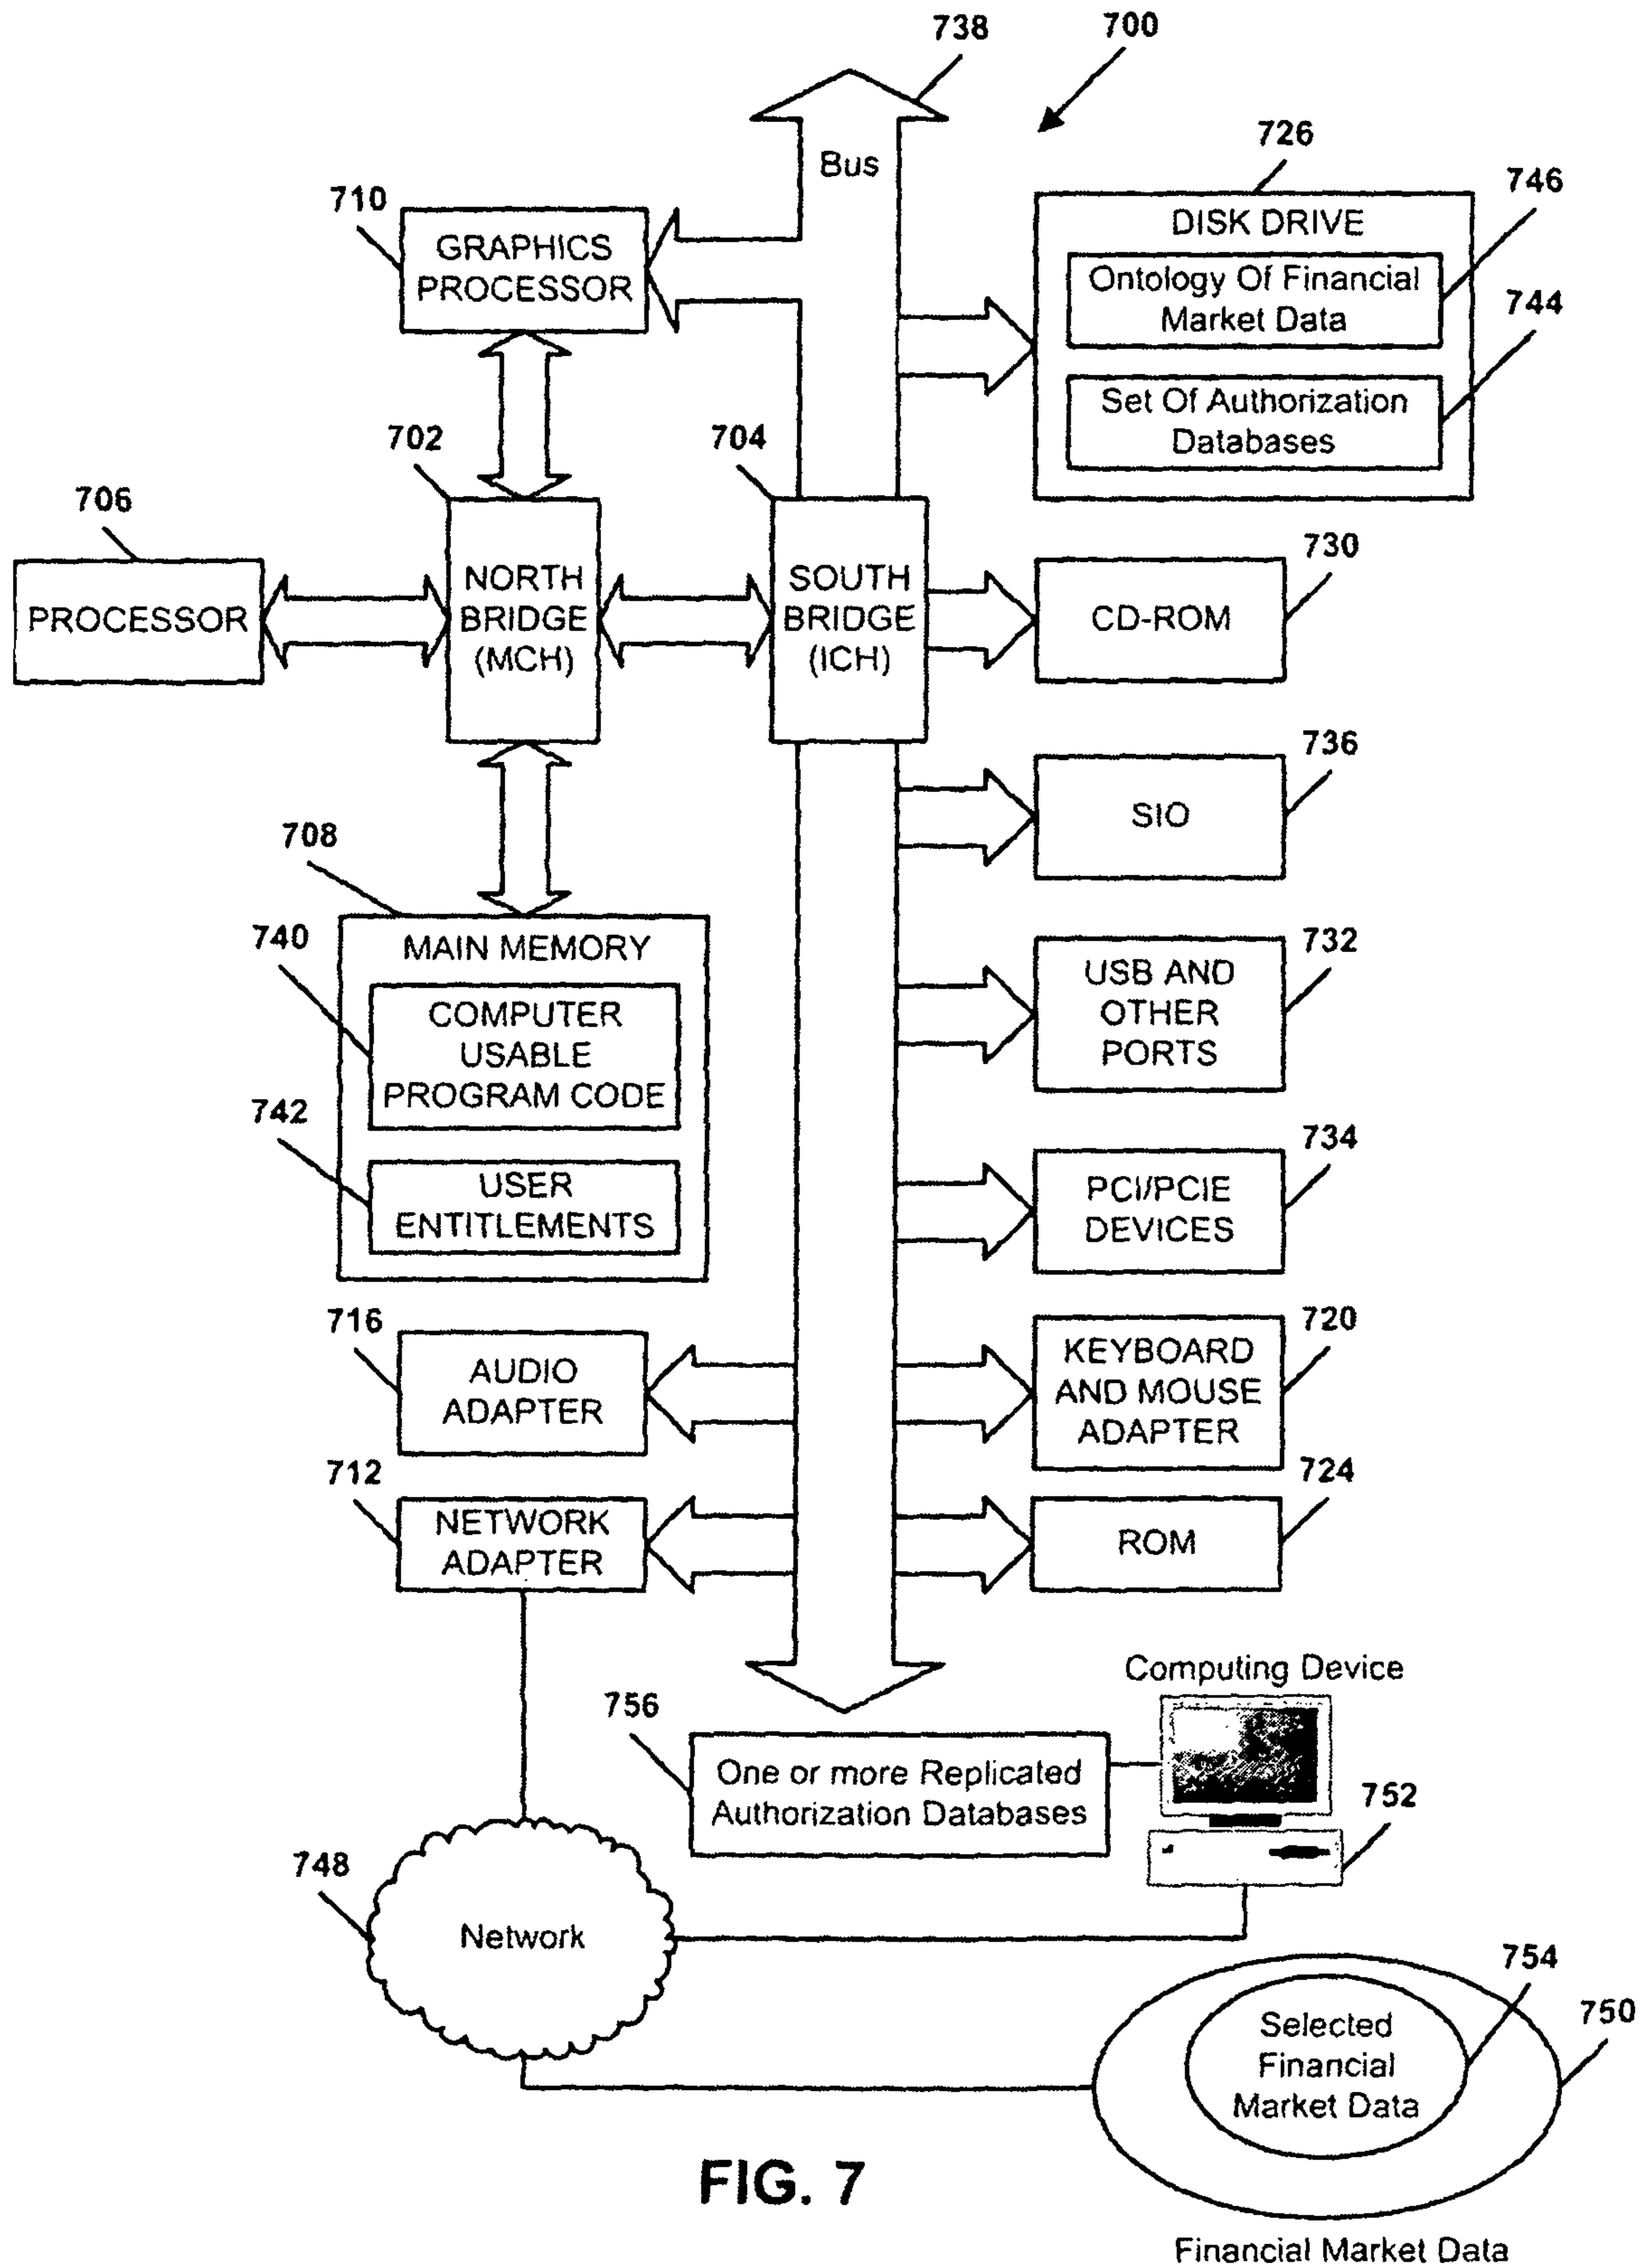 738
700
726
Bus
710
746
DISK DRIVE
GRAPHICS
PROCESSOR
Ontology Of Financial
Market Data
744
Set Of Authorization
Databases
702
704
706
730
NORTH
BRIDGE
(MCH)
SOUTH
BRIDGE
(ICH)
PROCESSOR
CD-ROM
736
SIO
708
740
MAIN MEMORY
732
COMPUTER
USABLE
PROGRAM CODE
USB AND
OTHER
PORTS
742
734
USER
ENTITLEMENTS
PCI/PCIE
DEVICES
716
720
AUDIO
ADAPTER
KEYBOARD
AND MOUSE
ADAPTER
712
724
NETWORK
ADAPTER
ROM
Computing Device
756
One or more Replicated
Authorization Databases
752
748
Network
754
750
Selected
Financial
Market Data
FIG. 7
Financial Market Data